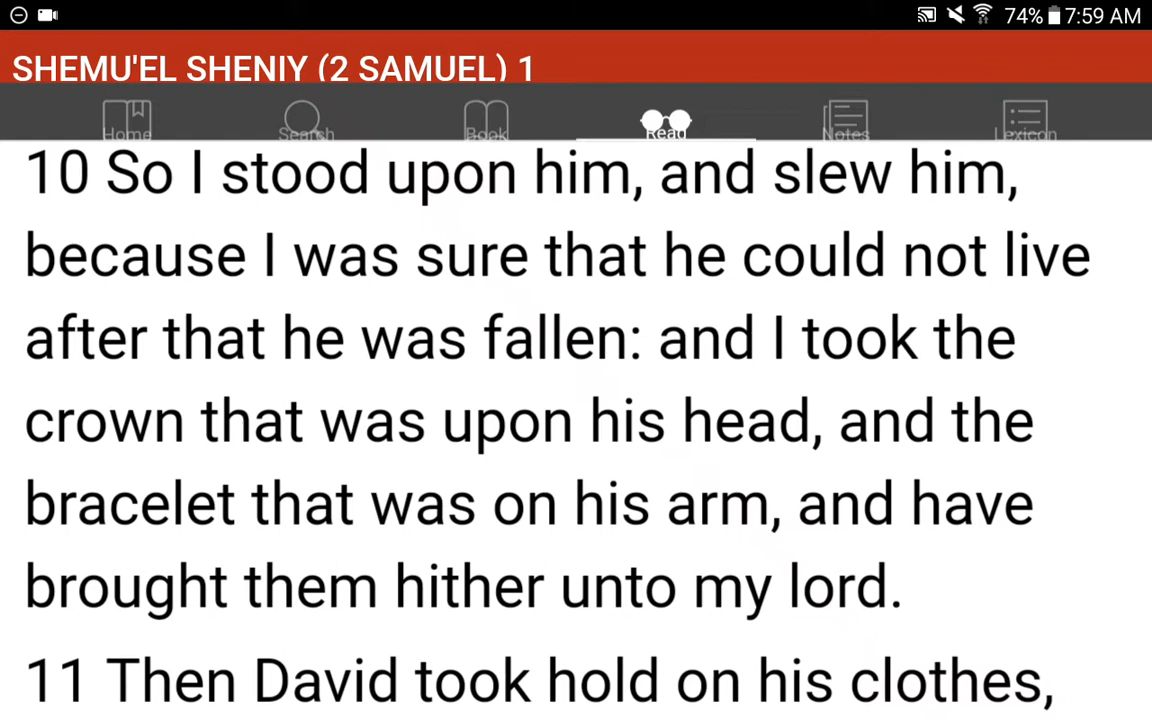 74% 7:59 AM
SHEMU'EL SHENIY (2 SAMUEL) 1
Home Search Book Read Notes Lexicon
10 So I stood upon him, and slew him,
because I was sure that he could not live
after that he was fallen: and I took the
crown that was upon his head, and the
bracelet that was on his arm, and have
brought them hither unto my lord.
11 Then David took hold on his clothes,